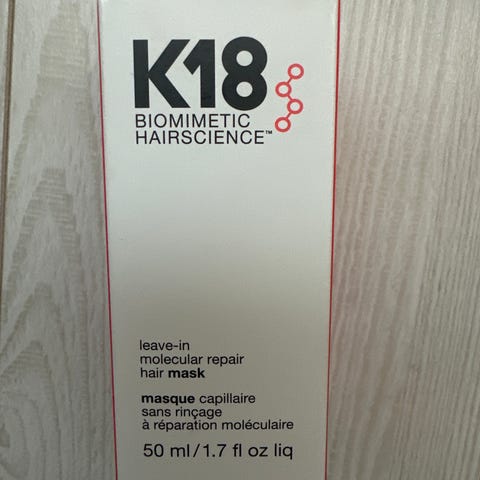 K18
BIOMIMETIC
HAIRSCIENCE™
leave-in
molecular repair
hair mask
masque capillaire
sans rinçage
à réparation moléculaire
50 ml/1.7 fl oz liq